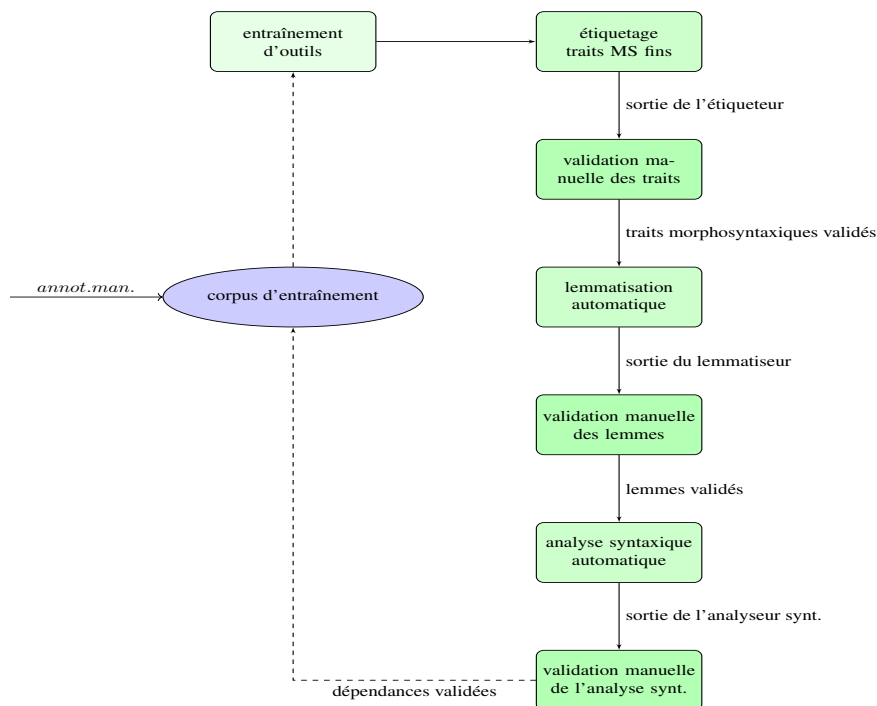 entraînement
d'outils
étiquetage
traits MS fins
sortie de l'étiqueteur
validation ma-
nuelle des traits
traits morphosyntaxiques validés
annot.man.
corpus d'entraînement
lemmatisation
automatique
sortie du lemmatiseur
validation manuelle
des lemmes
lemmes validés
analyse syntaxique
automatique
sortie de l'analyseur synt.
validation manuelle
de l'analyse synt.
dépendances validées